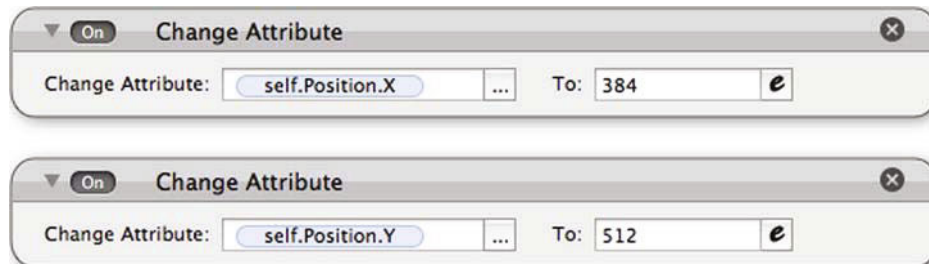 On Change Attribute
Change Attribute: self.Position.X ... To: 384 e
On Change Attribute
Change Attribute: self.Position.Y ... To: 512 e